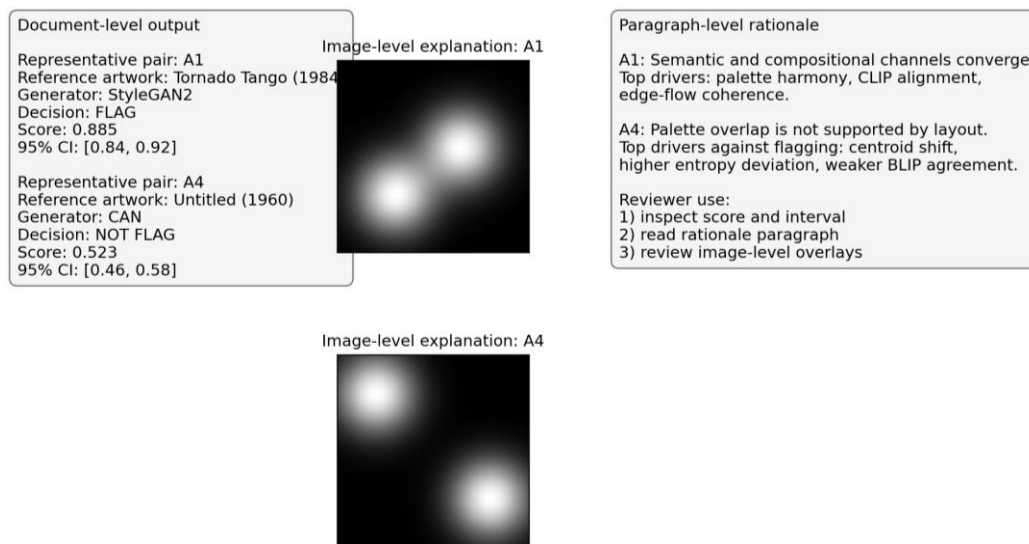 Document-level output
Representative pair: A1
Reference artwork: Tornado Tango (1984
Generator: StyleGAN2
Decision: FLAG
Score: 0.885
95% CI: [0.84, 0.92]
Representative pair: A4
Reference artwork: Untitled (1960)
Generator: CAN
Decision: NOT FLAG
Score: 0.523
95% CI: [0.46, 0.58]
Image-level explanation: A1
Image-level explanation: A4
Paragraph-level rationale
A1: Semantic and compositional channels converge
Top drivers: palette harmony, CLIP alignment,
edge-flow coherence.
A4: Palette overlap is not supported by layout.
Top drivers against flagging: centroid shift,
higher entropy deviation, weaker BLIP agreement.
Reviewer use:
1) inspect score and interval
2) read rationale paragraph
3) review image-level overlays